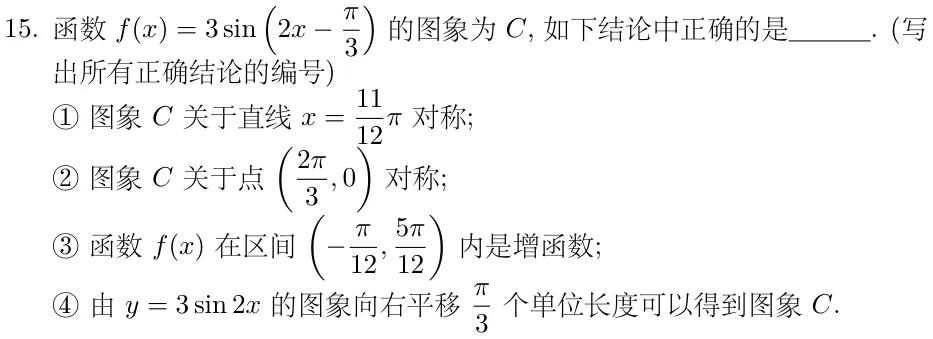 15. 函数 f(x) = 3 sin (2x − π/3) 的图象为 C, 如下结论中正确的是______. (写
出所有正确结论的编号)
① 图象 C 关于直线 x = 11/12 π 对称;
② 图象 C 关于点 (2π/3, 0) 对称;
③ 函数 f(x) 在区间 (−π/12, 5π/12) 内是增函数;
④ 由 y = 3 sin 2x 的图象向右平移 π/3 个单位长度可以得到图象 C.